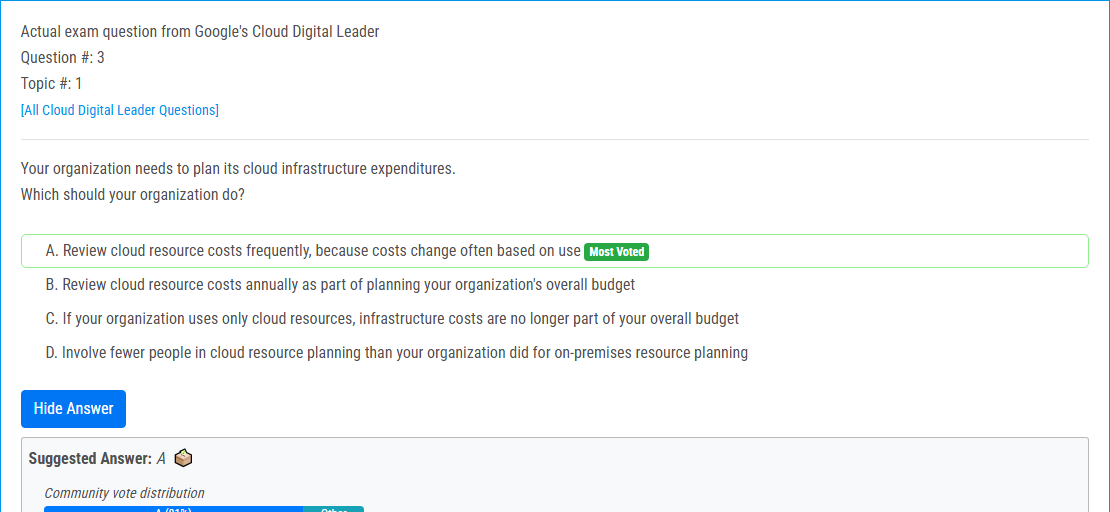 Actual exam question from Google's Cloud Digital Leader
Question #: 3
Topic #: 1
[All Cloud Digital Leader Questions]
Your organization needs to plan its cloud infrastructure expenditures.
Which should your organization do?
A. Review cloud resource costs frequently, because costs change often based on use Most Voted
B. Review cloud resource costs annually as part of planning your organization's overall budget
C. If your organization uses only cloud resources, infrastructure costs are no longer part of your overall budget
D. Involve fewer people in cloud resource planning than your organization did for on-premises resource planning
Hide Answer
Suggested Answer: A
Community vote distribution